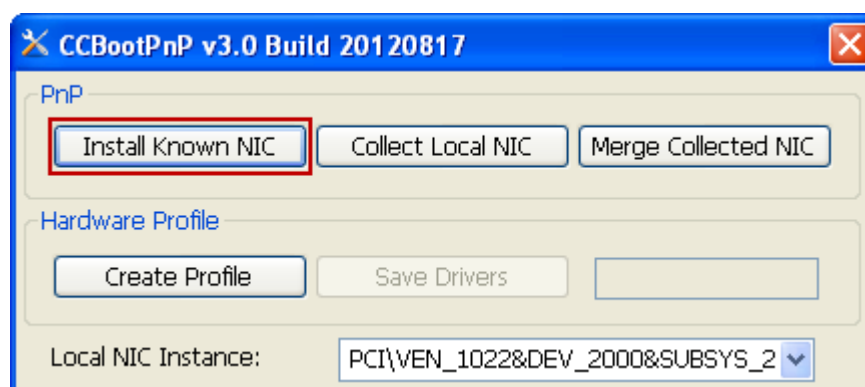 CCBootPnP v3.0 Build 20120817
PnP
Install Known NIC
Collect Local NIC
Merge Collected NIC
Hardware Profile
Create Profile
Save Drivers
Local NIC Instance:
PCI\VEN_1022&DEV_2000&SUBSYS_2